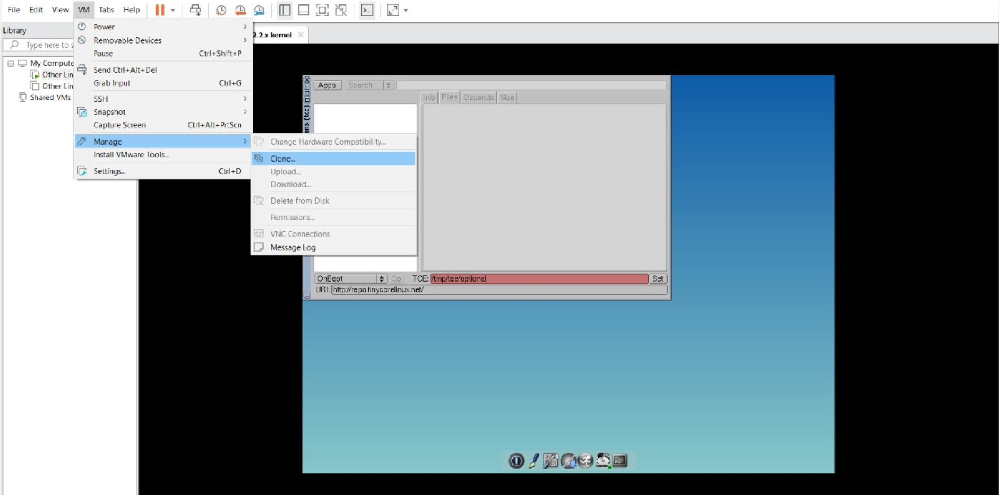 File Edit View VM Tabs Help
Library
Type here to s
My Compute
Other Lin
Other Lin
Shared VMs
Power
Removable Devices
Pause Ctrl+Shift+P
Send Ctrl+Alt+Del
Grab Input Ctrl+G
SSH
Snapshot
Capture Screen Ctrl+Alt+PrtScn
Manage
Install VMware Tools...
Settings... Ctrl+D
2.2.x kernel
Change Hardware Compatibility...
Clone...
Upload...
Download...
Delete from Disk
Permissions...
VNC Connections
Message Log
ons (tcz)
Apps Search
Info Files Depends Size
OnBoot Go TCE: /tmp/tce/optional Set
URI: http://repo.tinycorelinux.net/